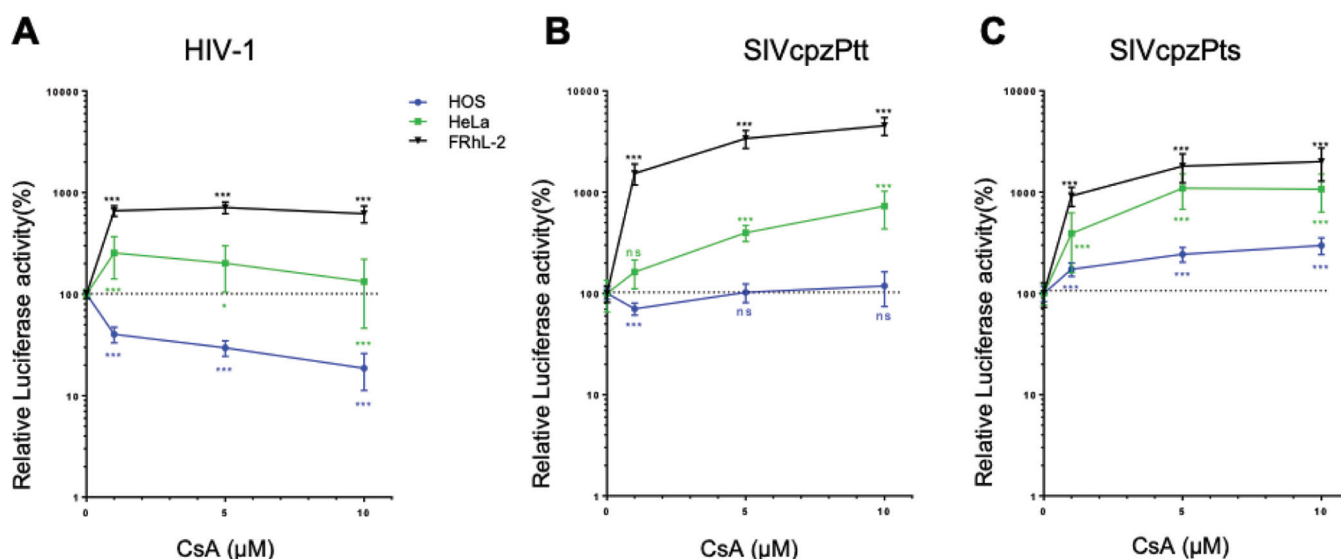 A
HIV-1
10000
1000
100
10
1
Relative Luciferase activity(%)
***
***
***
***
*
***
***
***
***
0
5
10
CsA (µM)
HOS
HeLa
FRhL-2
B
SIVcpzPtt
10000
1000
100
10
1
Relative Luciferase activity(%)
***
***
***
ns
***
***
***
ns
ns
0
5
10
CsA (µM)
C
SIVcpzPts
10000
1000
100
10
1
Relative Luciferase activity(%)
***
***
***
***
***
***
***
***
***
0
5
10
CsA (µM)